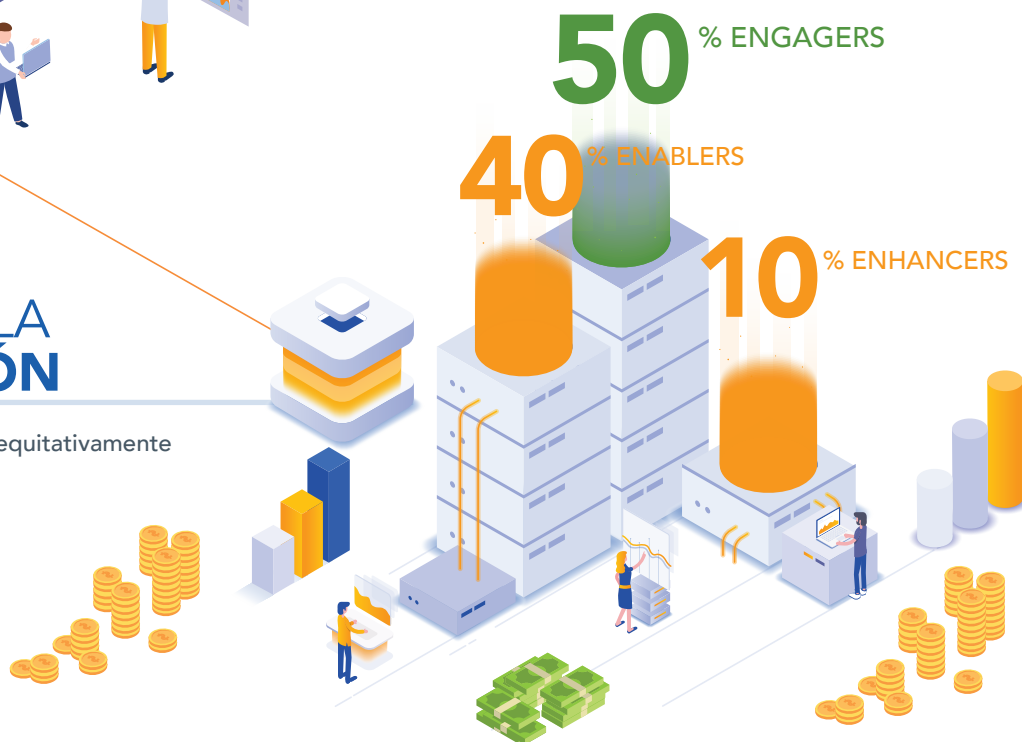 50% ENGAGERS
40% ENABLERS
10% ENHANCERS
LA
ÓN
equitativamente